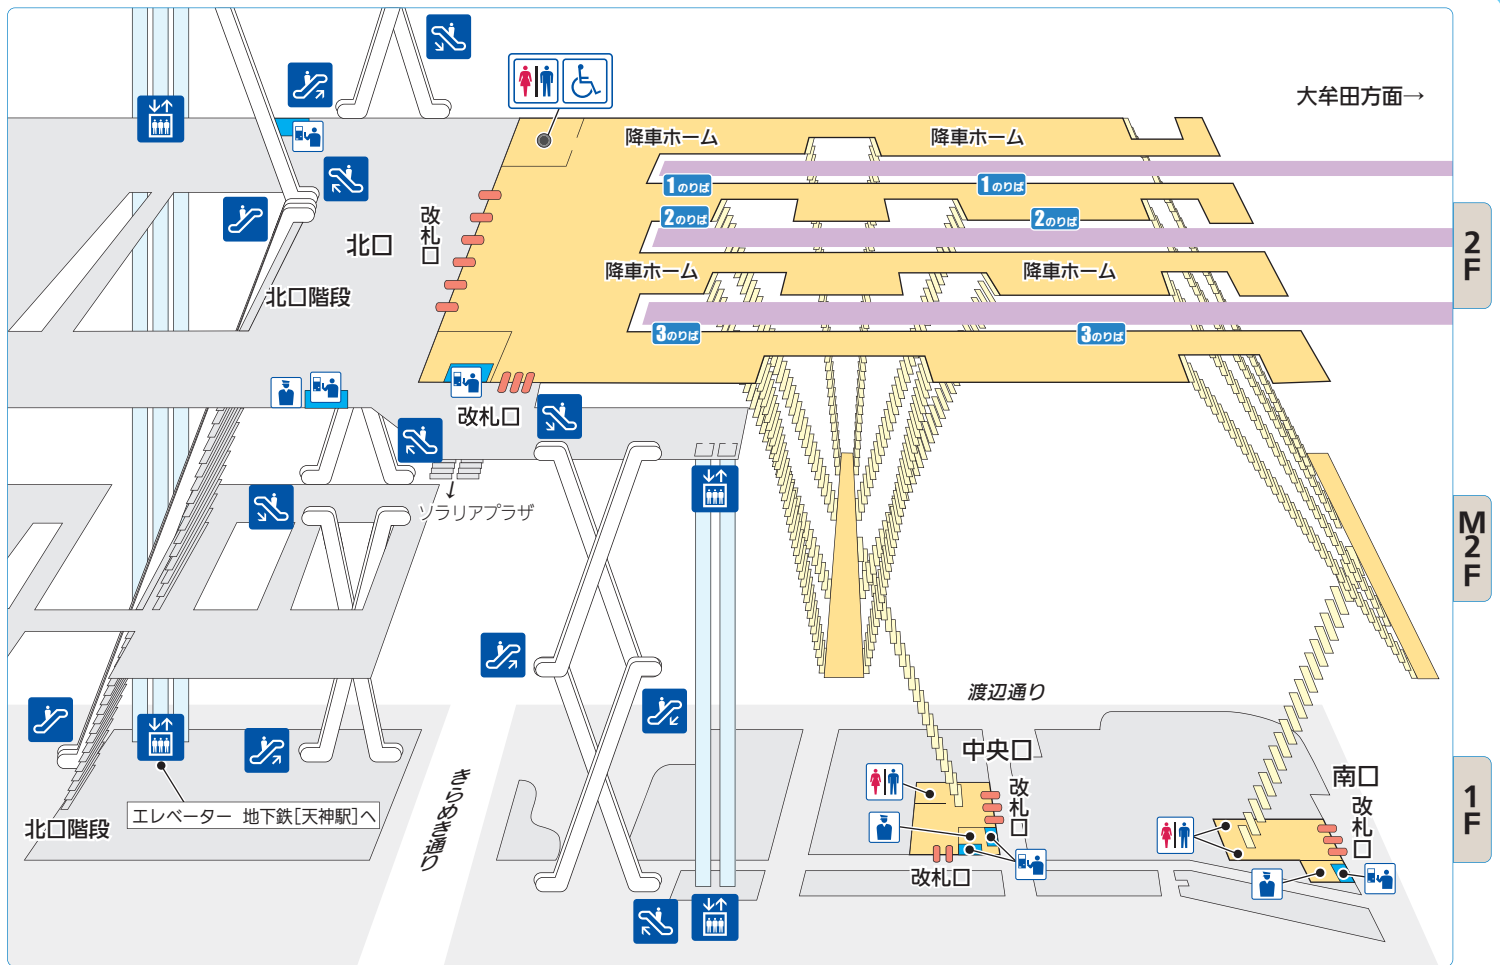 大牟田方面→
降車ホーム
降車ホーム
1のりば
1のりば
改札口
北口
2のりば
2のりば
2F
降車ホーム
降車ホーム
北口階段
3のりば
3のりば
改札口
ソラリアプラザ
M2F
渡辺通り
中央口
南口
改札口
改札口
1F
きらめき通り
エレベーター 地下鉄[天神駅]へ
北口階段
改札口